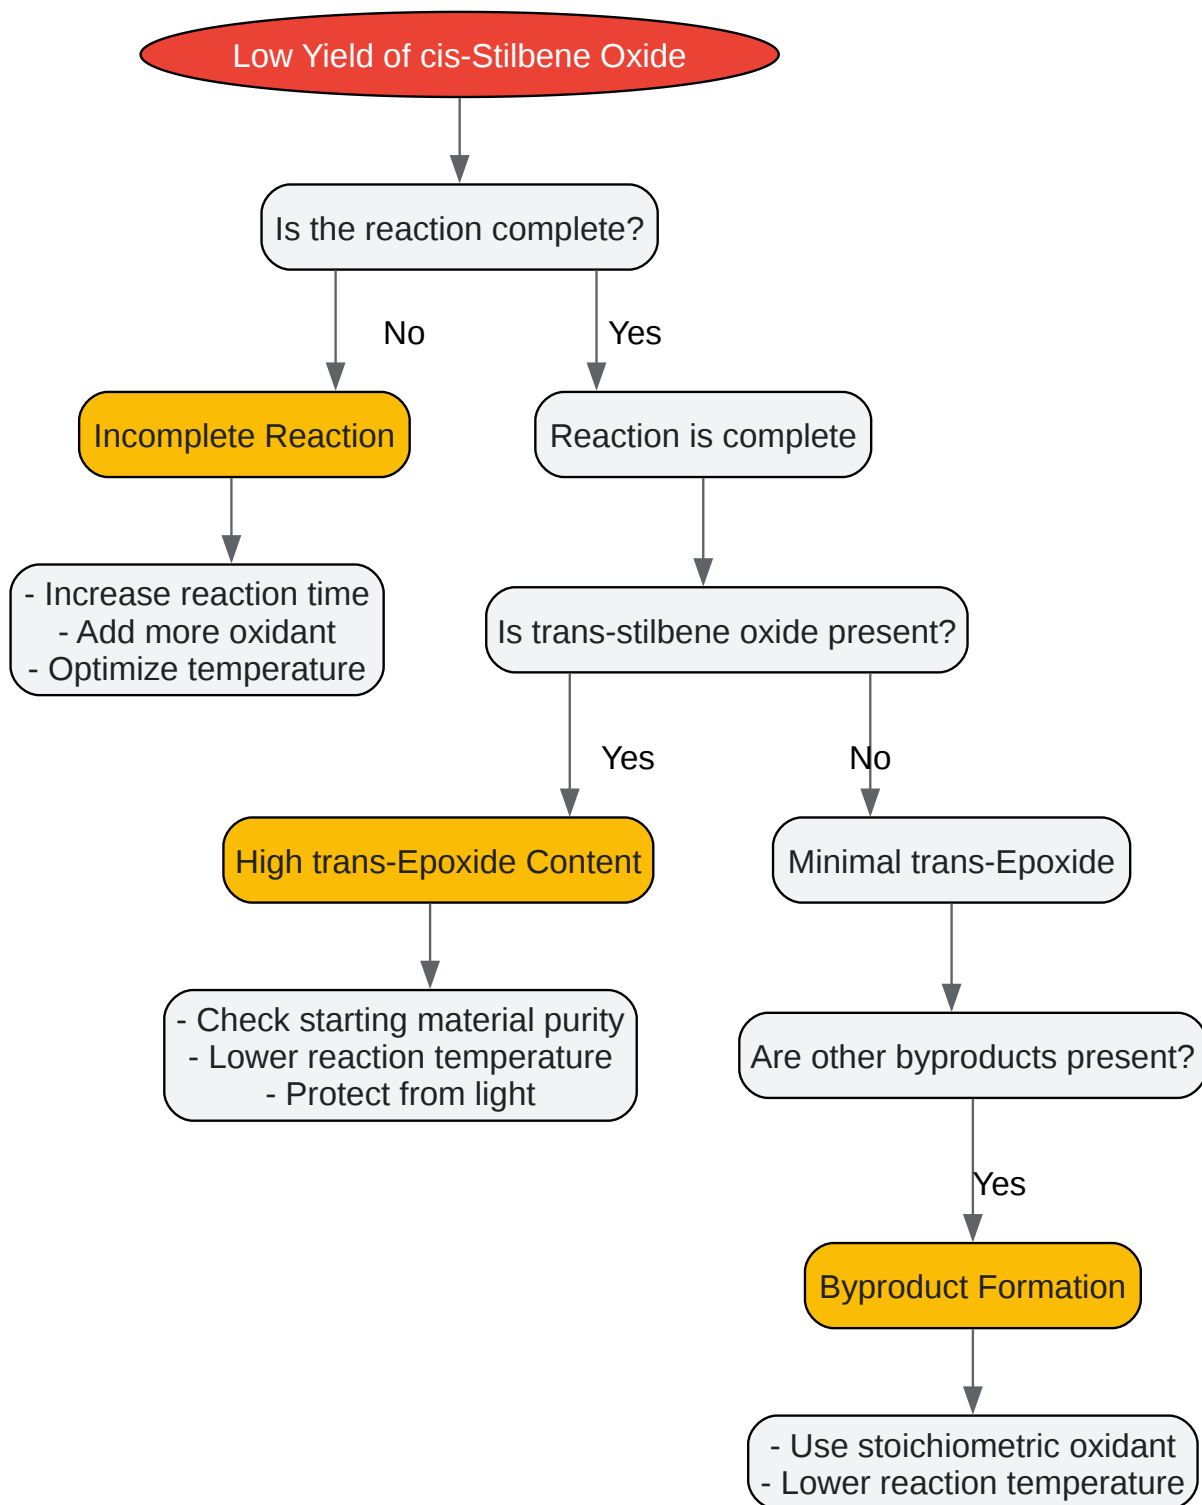 Low Yield of cis-Stilbene Oxide
Is the reaction complete?
No
Yes
Incomplete Reaction
Reaction is complete
- Increase reaction time
- Add more oxidant
- Optimize temperature
Is trans-stilbene oxide present?
Yes
No
High trans-Epoxide Content
Minimal trans-Epoxide
- Check starting material purity
- Lower reaction temperature
- Protect from light
Are other byproducts present?
Yes
Byproduct Formation
- Use stoichiometric oxidant
- Lower reaction temperature